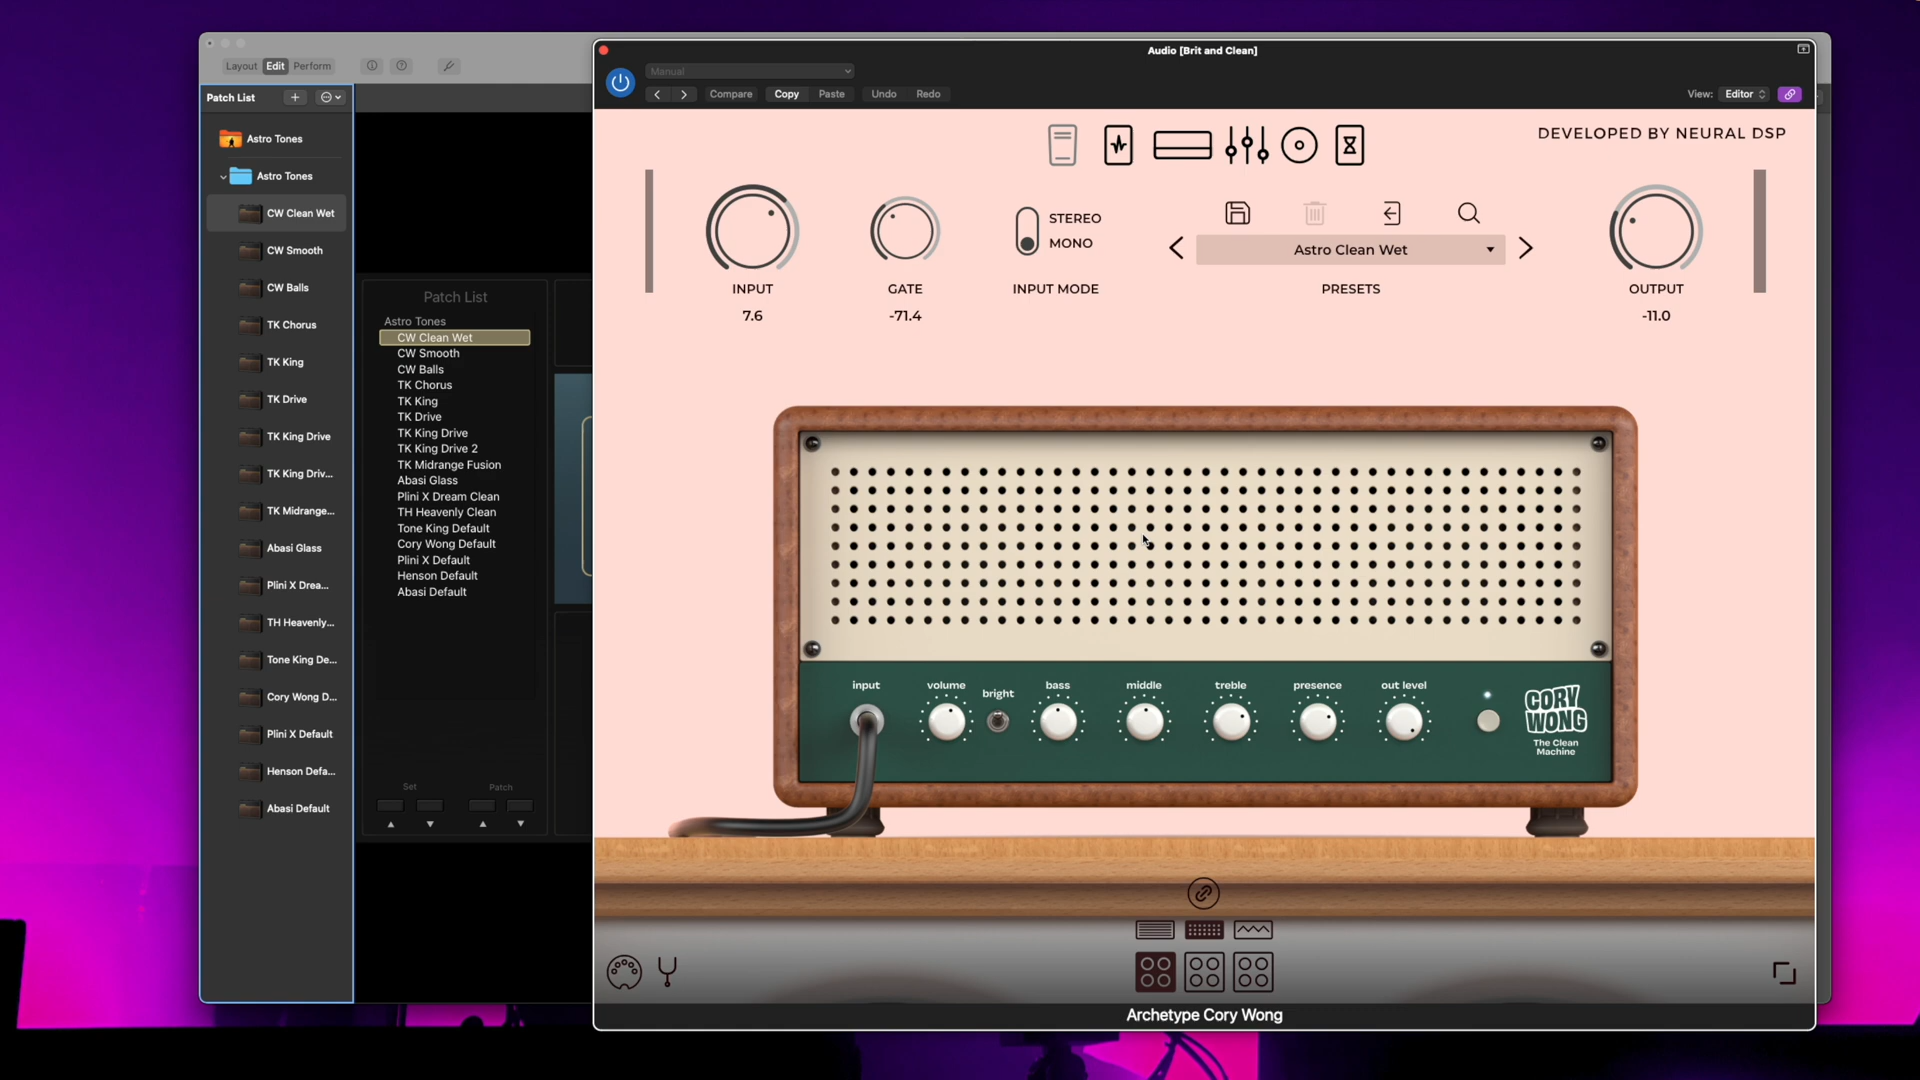 Layout Edit Perform
Patch List
Astro Tones
Astro Tones
CW Clean Wet
CW Smooth
CW Balls
TK Chorus
TK King
TK Drive
TK King Drive
TK King Driv...
TK Midrange...
Abasi Glass
Plini X Drea...
TH Heavenly...
Tone King De...
Cory Wong D...
Plini X Default
Henson Defa...
Abasi Default
Patch List
Astro Tones
CW Clean Wet
CW Smooth
CW Balls
TK Chorus
TK King
TK Drive
TK King Drive
TK King Drive 2
TK Midrange Fusion
Abasi Glass
Plini X Dream Clean
TH Heavenly Clean
Tone King Default
Cory Wong Default
Plini X Default
Henson Default
Abasi Default
Set Patch
Audio [Brit and Clean]
Manual
Compare Copy Paste Undo Redo
View: Editor
DEVELOPED BY NEURAL DSP
STEREO
MONO
Astro Clean Wet
INPUT GATE INPUT MODE PRESETS OUTPUT
7.6 -71.4 -11.0
input volume bright bass middle treble presence out level
CORY
WONG
The Clean
Machine
Archetype Cory Wong